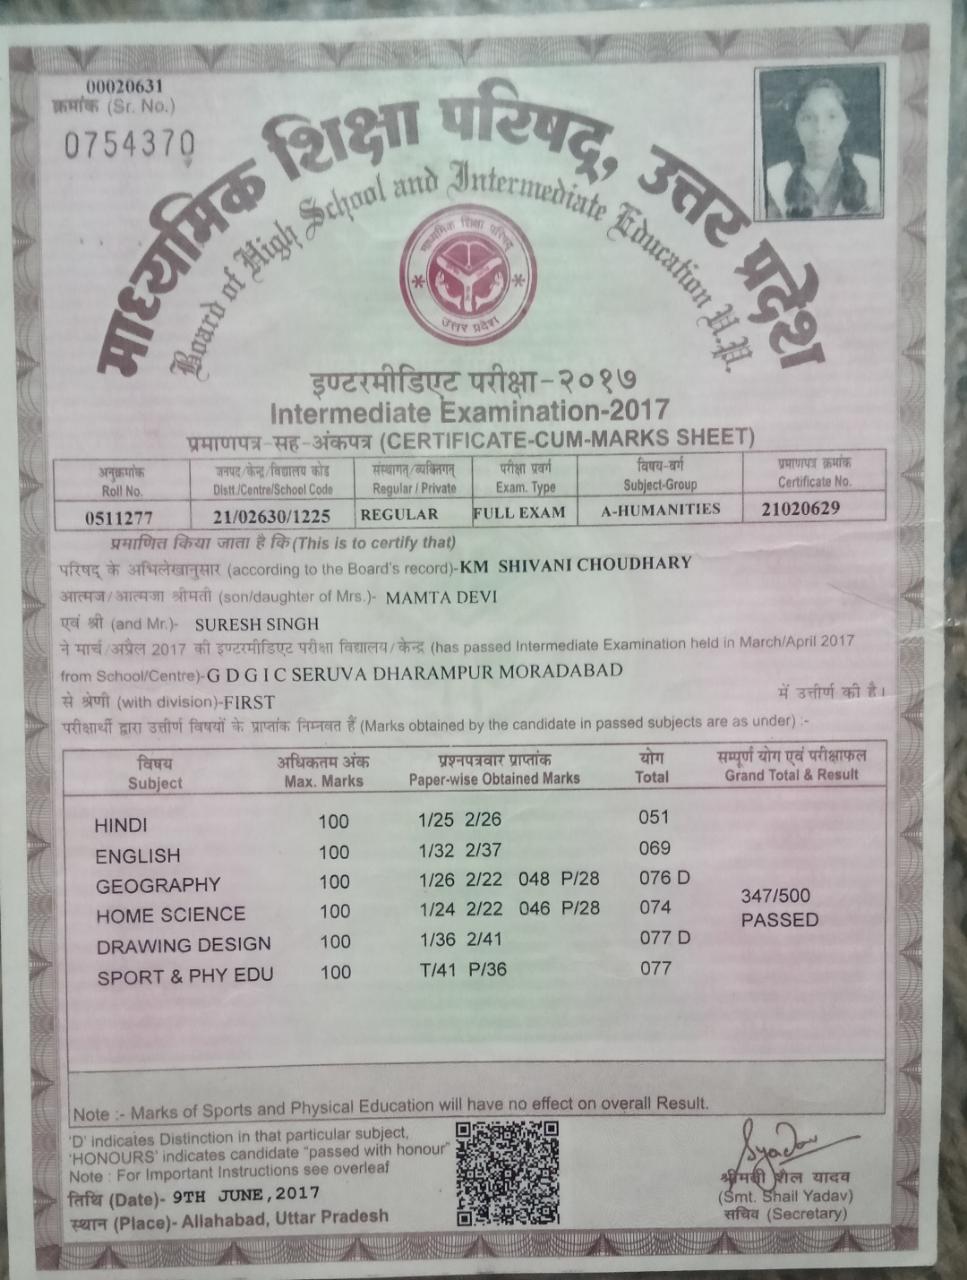 00020631
क्रमांक (Sr. No.)
0754370
माध्यमिक शिक्षा परिषद्, उत्तर प्रदेश
Board of High School and Intermediate Education U.P.
माध्यमिक शिक्षा परिषद्
उत्तर प्रदेश
इण्टरमीडिएट परीक्षा-२०१७
Intermediate Examination-2017
प्रमाणपत्र-सह-अंकपत्र (CERTIFICATE-CUM-MARKS SHEET)
अनुक्रमांक जनपद/केन्द्र/विद्यालय कोड संस्थागत/व्यक्तिगत परीक्षा प्रवर्ग विषय-वर्ग प्रमाणपत्र क्रमांक
Roll No. Distt./Centre/School Code Regular / Private Exam. Type Subject-Group Certificate No.
0511277 21/02630/1225 REGULAR FULL EXAM A-HUMANITIES 21020629
प्रमाणित किया जाता है कि (This is to certify that)
परिषद् के अभिलेखानुसार (according to the Board's record)-KM SHIVANI CHOUDHARY
आत्मज/आत्मजा श्रीमती (son/daughter of Mrs.)- MAMTA DEVI
एवं श्री (and Mr.)- SURESH SINGH
ने मार्च/अप्रैल 2017 की इण्टरमीडिएट परीक्षा विद्यालय/केन्द्र (has passed Intermediate Examination held in March/April 2017
from School/Centre)-G D G I C SERUVA DHARAMPUR MORADABAD
से श्रेणी (with division)-FIRST में उत्तीर्ण की है।
परीक्षार्थी द्वारा उत्तीर्ण विषयों के प्राप्तांक निम्नवत हैं (Marks obtained by the candidate in passed subjects are as under) :-
विषय अधिकतम अंक प्रश्नपत्रवार प्राप्तांक योग सम्पूर्ण योग एवं परीक्षाफल
Subject Max. Marks Paper-wise Obtained Marks Total Grand Total & Result
HINDI 100 1/25 2/26 051
ENGLISH 100 1/32 2/37 069
GEOGRAPHY 100 1/26 2/22 048 P/28 076 D
347/500
HOME SCIENCE 100 1/24 2/22 046 P/28 074
PASSED
DRAWING DESIGN 100 1/36 2/41 077 D
SPORT & PHY EDU 100 T/41 P/36 077
Note :- Marks of Sports and Physical Education will have no effect on overall Result.
'D' indicates Distinction in that particular subject,
'HONOURS' indicates candidate "passed with honour"
Note : For Important Instructions see overleaf
तिथि (Date)- 9TH JUNE,2017
स्थान (Place)- Allahabad, Uttar Pradesh
Syadav
श्रीमती शैल यादव
(Smt. Shail Yadav)
सचिव (Secretary)